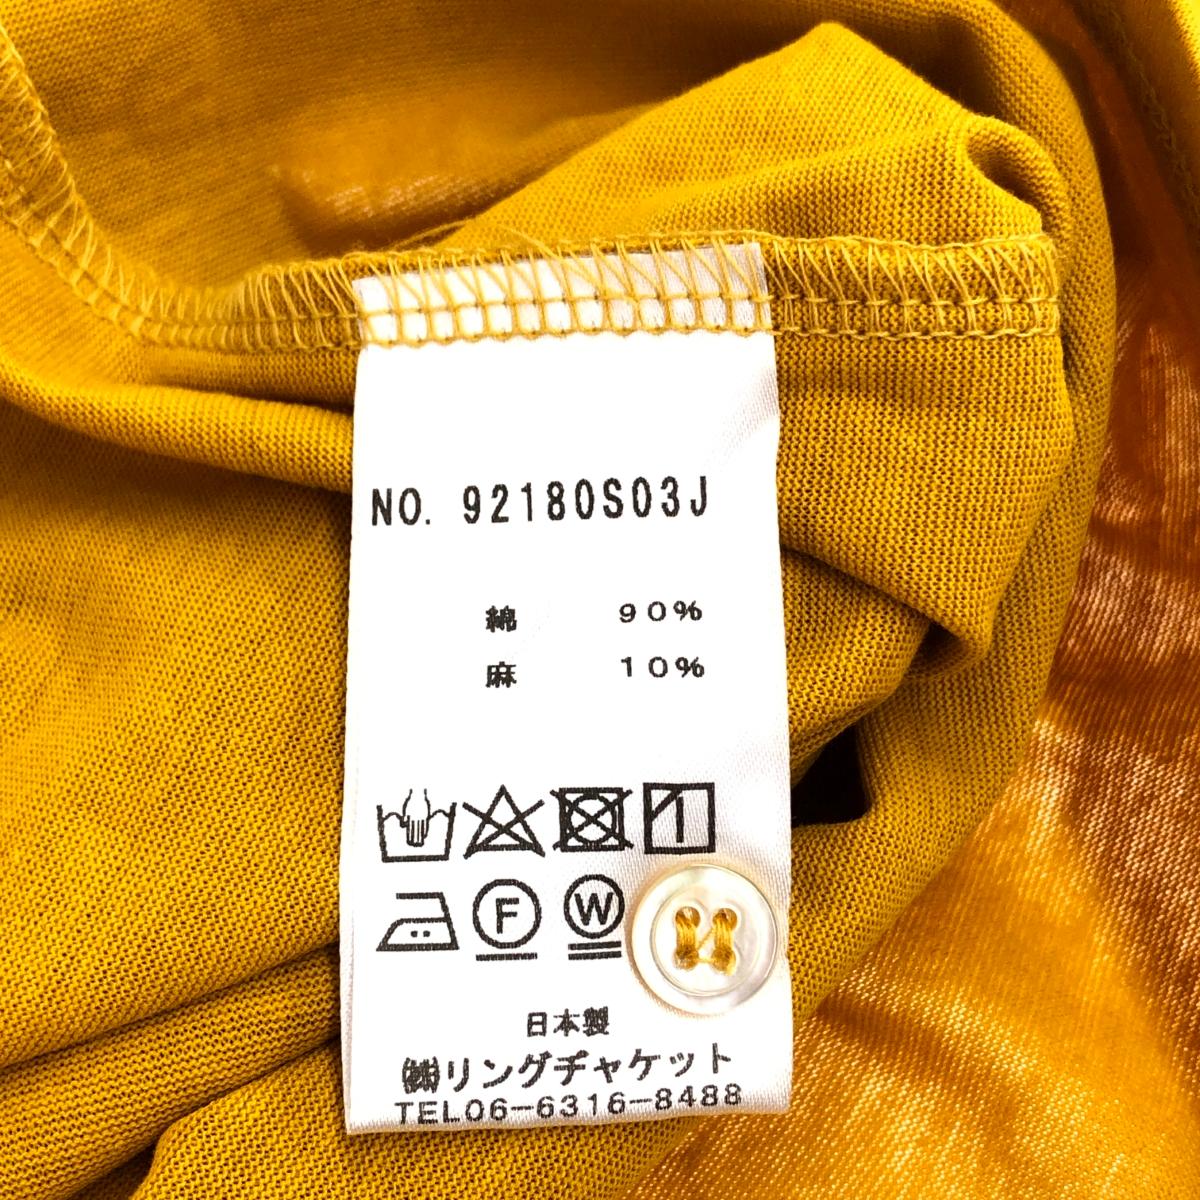 NO. 92180S03J
綿 90%
麻 10%
F W
日本製
㈱リングヂャケット
TEL06-6316-8488